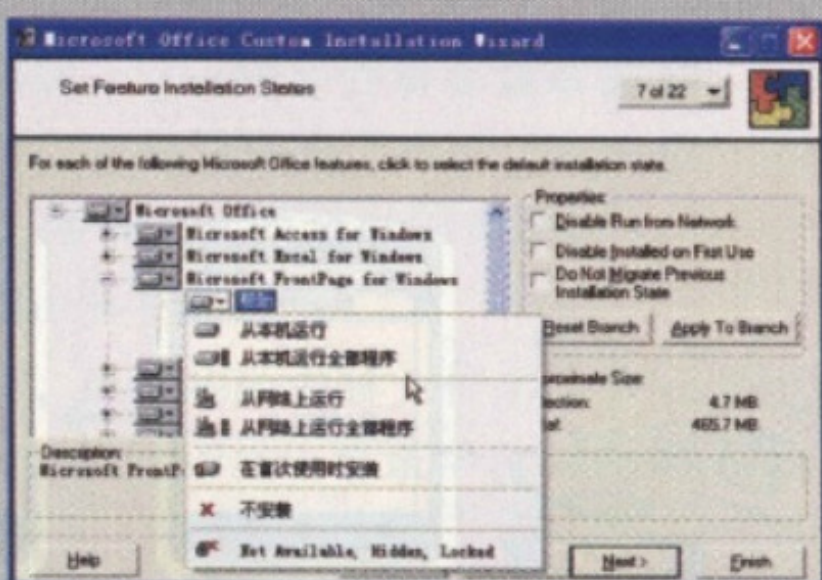 Microsoft Office Custom Installation Wizard
Set Feature Installation States
7 of 22
For each of the following Microsoft Office features, click to select the default installation state.
Microsoft Office
Microsoft Access for Windows
Microsoft Excel for Windows
Microsoft FrontPage for Windows
Properties:
Disable Run from Network
Disable Installed on First Use
Do Not Migrate Previous
Installation State
Reset Branch
Apply To Branch
从本机运行
从本机运行全部程序
从网络上运行
从网络上运行全部程序
在首次使用时安装
不安装
Not Available, Hidden, Locked
4.7 MB
465.7 MB
Description:
Microsoft FrontP
Help
Next >
Finish